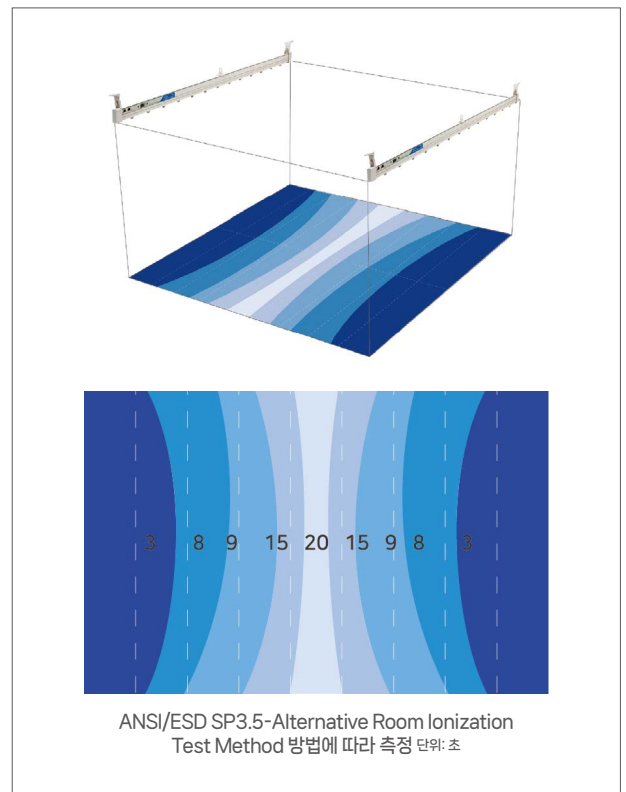 3 8 9 15 20 15 9 8 3
ANSI/ESD SP3.5-Alternative Room Ionization
Test Method 방법에 따라 측정 단위: 초